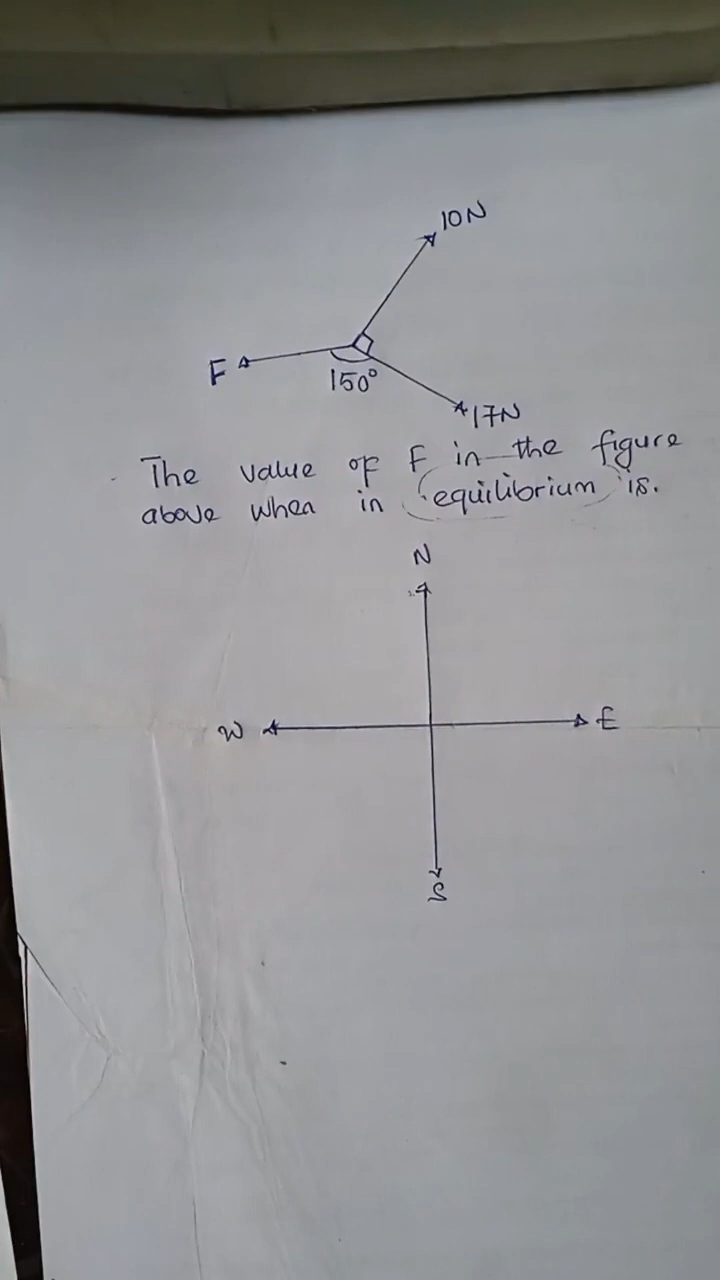 10N
F
150°
17N
The value of F in the figure
above when in equilibrium is.
N
W
E
S